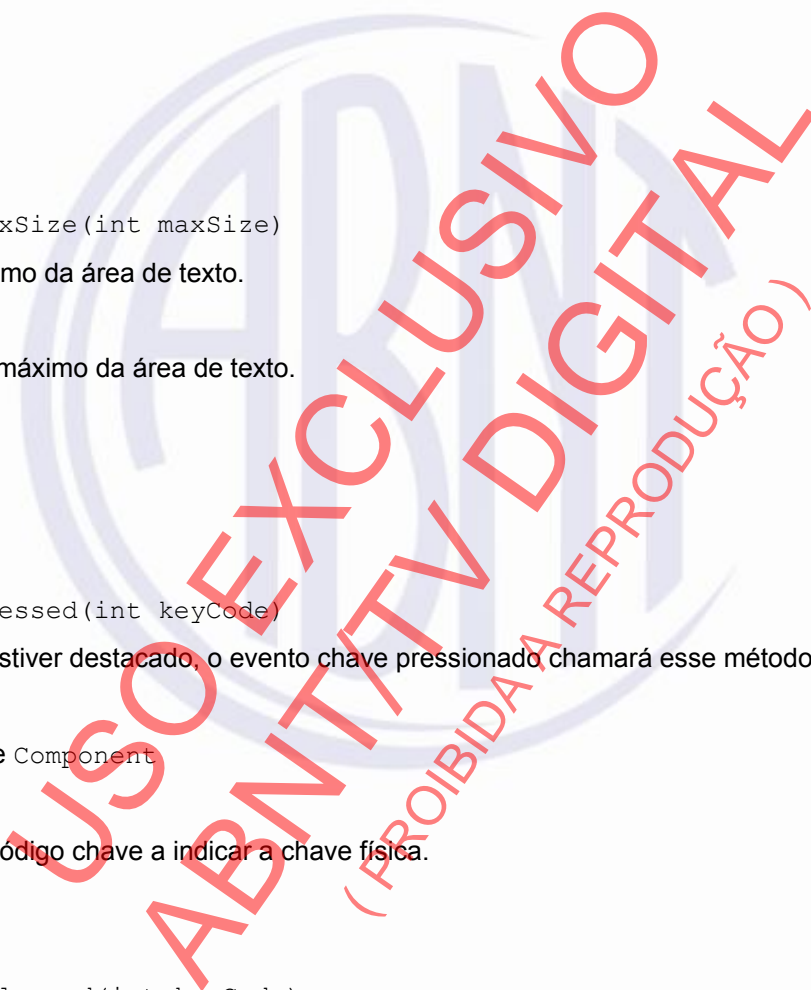 xSize(int maxSize)
mo da área de texto.
máximo da área de texto.
essed(int keyCode)
stiver destacado, o evento chave pressionado chamará esse método
e Component
ódigo chave a indicar a chave física.
USO EXCLUSIVO
ABNT/TV DIGITAL
( PROIBIDA A REPRODUÇÃO )
ABNT